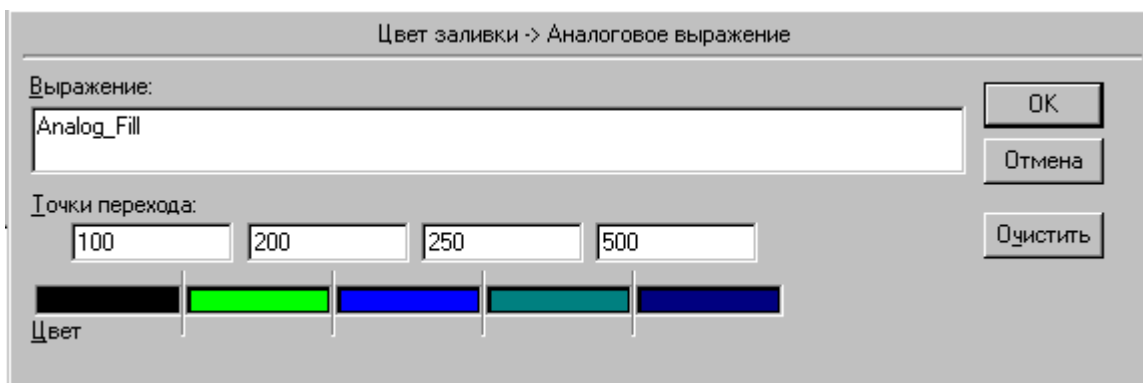 Цвет заливки -> Аналоговое выражение
Выражение:
Analog_Fill
OK
Отмена
Точки перехода:
100 200 250 500
Очистить
Цвет